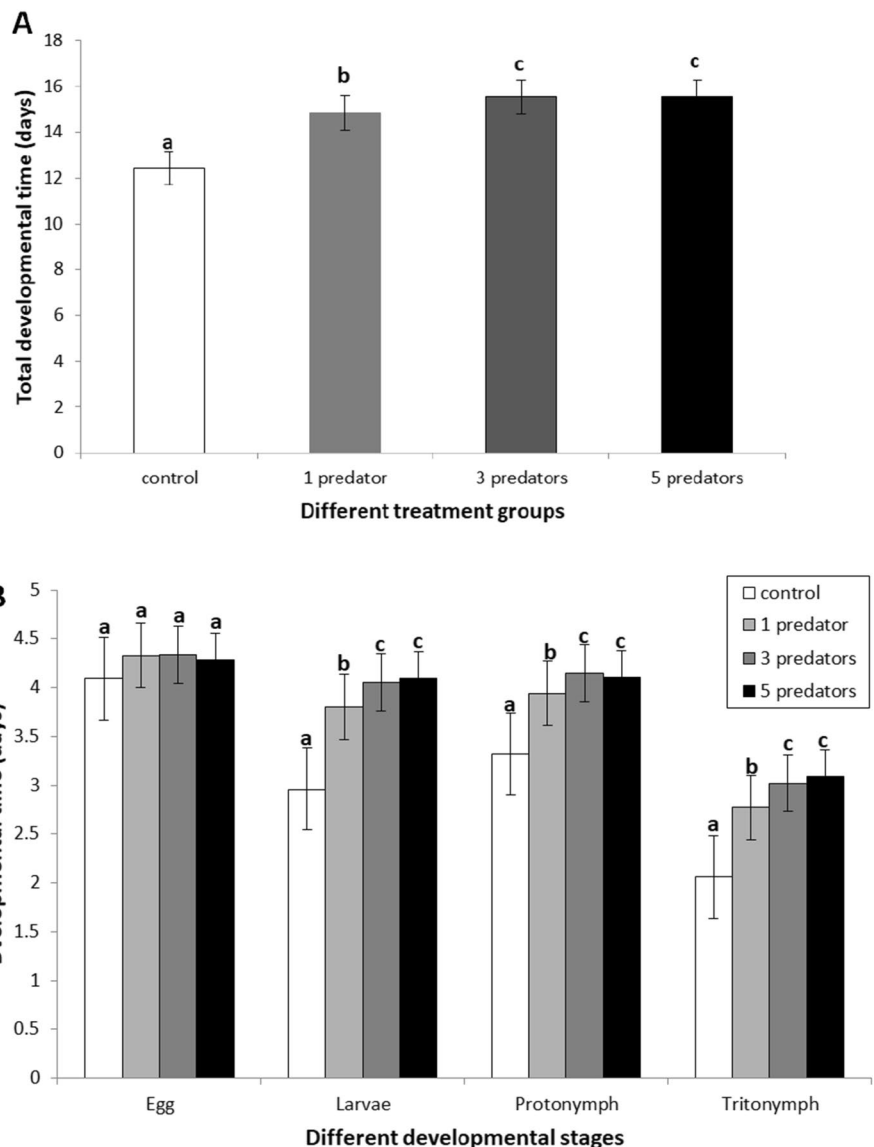 A
18
16
14
12
10
8
6
4
2
0
a
b
c
c
control 1 predator 3 predators 5 predators
Total developmental time (days)
Different treatment groups
5
4.5
4
3.5
3
2.5
2
1.5
1
0.5
0
a a a a
a b c c
a b c c
a b c c
control
1 predator
3 predators
5 predators
Egg Larvae Protonymph Tritonymph
Different developmental stages